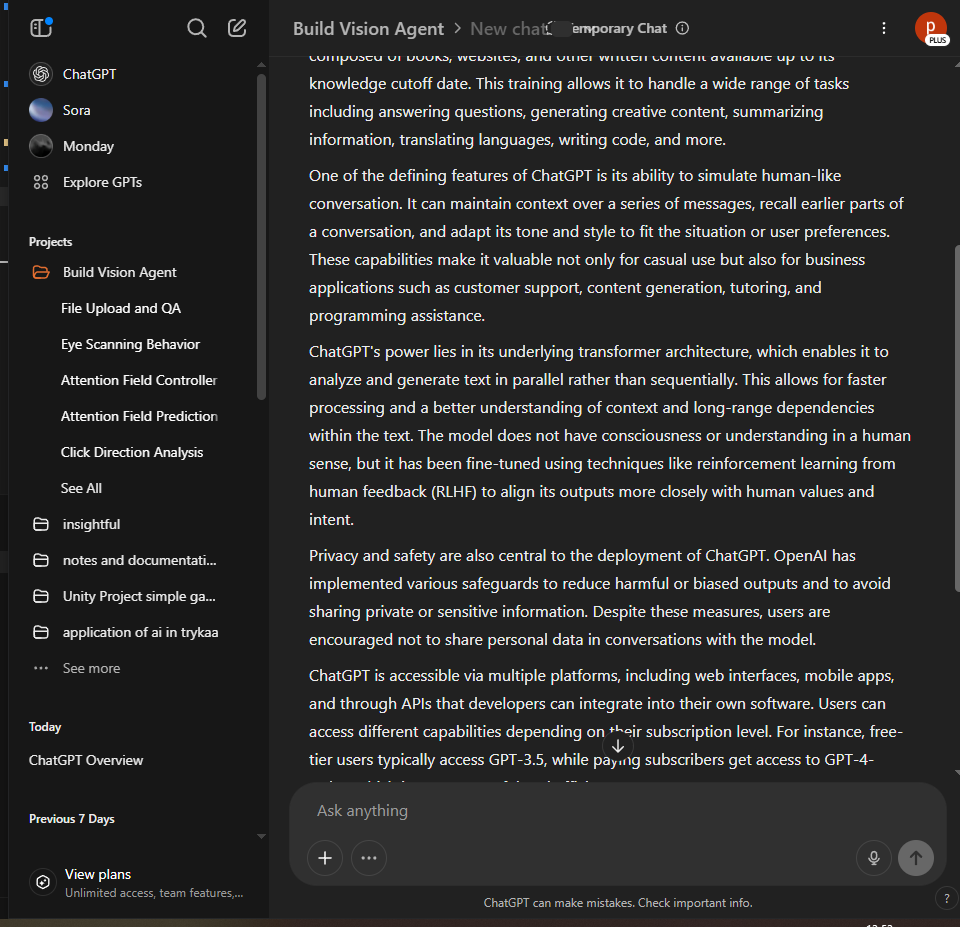 ChatGPT
Sora
Monday
Explore GPTs
Projects
Build Vision Agent
File Upload and QA
Eye Scanning Behavior
Attention Field Controller
Attention Field Prediction
Click Direction Analysis
See All
insightful
notes and documentati...
Unity Project simple ga...
application of ai in trykaa
See more
Today
ChatGPT Overview
Previous 7 Days
View plans
Unlimited access, team features,...
Build Vision Agent > New chat Temporary Chat
P
PLUS
composed of books, websites, and other written content available up to its
knowledge cutoff date. This training allows it to handle a wide range of tasks
including answering questions, generating creative content, summarizing
information, translating languages, writing code, and more.
One of the defining features of ChatGPT is its ability to simulate human-like
conversation. It can maintain context over a series of messages, recall earlier parts of
a conversation, and adapt its tone and style to fit the situation or user preferences.
These capabilities make it valuable not only for casual use but also for business
applications such as customer support, content generation, tutoring, and
programming assistance.
ChatGPT's power lies in its underlying transformer architecture, which enables it to
analyze and generate text in parallel rather than sequentially. This allows for faster
processing and a better understanding of context and long-range dependencies
within the text. The model does not have consciousness or understanding in a human
sense, but it has been fine-tuned using techniques like reinforcement learning from
human feedback (RLHF) to align its outputs more closely with human values and
intent.
Privacy and safety are also central to the deployment of ChatGPT. OpenAI has
implemented various safeguards to reduce harmful or biased outputs and to avoid
sharing private or sensitive information. Despite these measures, users are
encouraged not to share personal data in conversations with the model.
ChatGPT is accessible via multiple platforms, including web interfaces, mobile apps,
and through APIs that developers can integrate into their own software. Users can
access different capabilities depending on their subscription level. For instance, free-
tier users typically access GPT-3.5, while paying subscribers get access to GPT-4-
Ask anything
ChatGPT can make mistakes. Check important info.
?